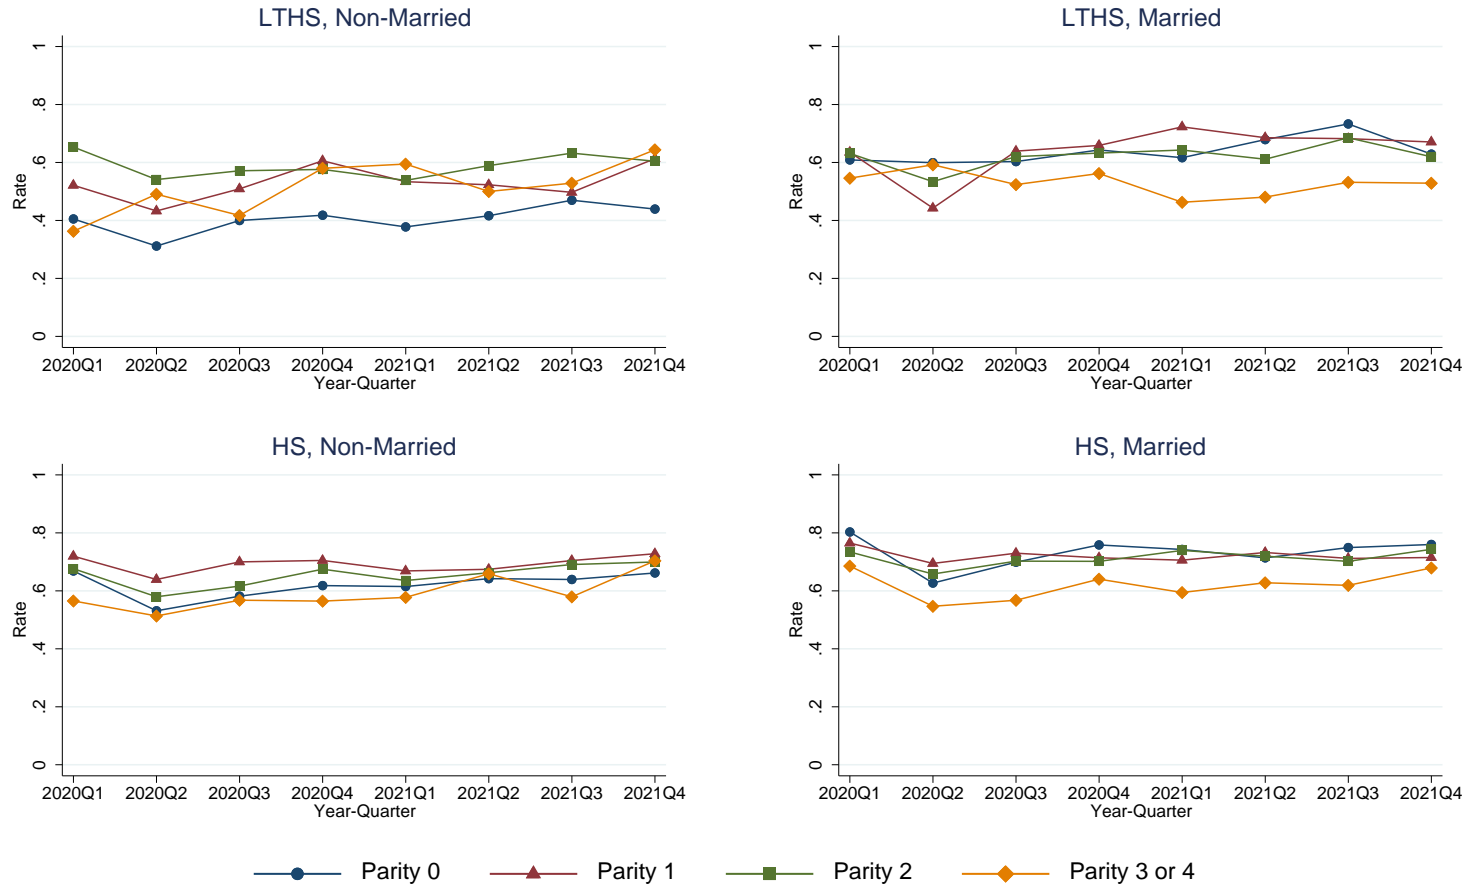 LTHS, Non-Married
Rate
1
.8
.6
.4
.2
0
2020Q1 2020Q2 2020Q3 2020Q4 2021Q1 2021Q2 2021Q3 2021Q4
Year-Quarter
LTHS, Married
Rate
1
.8
.6
.4
.2
0
2020Q1 2020Q2 2020Q3 2020Q4 2021Q1 2021Q2 2021Q3 2021Q4
Year-Quarter
HS, Non-Married
Rate
1
.8
.6
.4
.2
0
2020Q1 2020Q2 2020Q3 2020Q4 2021Q1 2021Q2 2021Q3 2021Q4
Year-Quarter
HS, Married
Rate
1
.8
.6
.4
.2
0
2020Q1 2020Q2 2020Q3 2020Q4 2021Q1 2021Q2 2021Q3 2021Q4
Year-Quarter
Parity 0 Parity 1 Parity 2 Parity 3 or 4